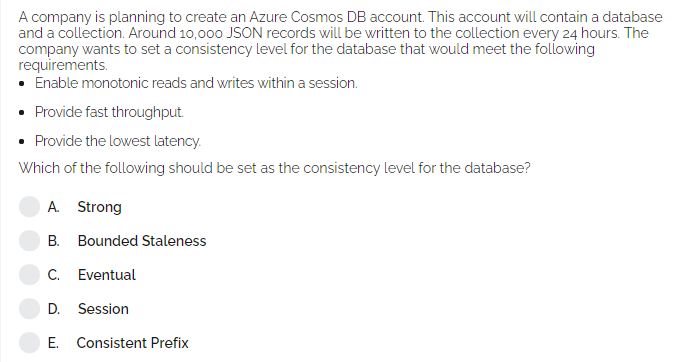 A company is planning to create an Azure Cosmos DB account. This account will contain a database
and a collection. Around 10,000 JSON records will be written to the collection every 24 hours. The
company wants to set a consistency level for the database that would meet the following
requirements.
• Enable monotonic reads and writes within a session.
• Provide fast throughput.
• Provide the lowest latency.
Which of the following should be set as the consistency level for the database?
A. Strong
B. Bounded Staleness
C. Eventual
D. Session
E. Consistent Prefix